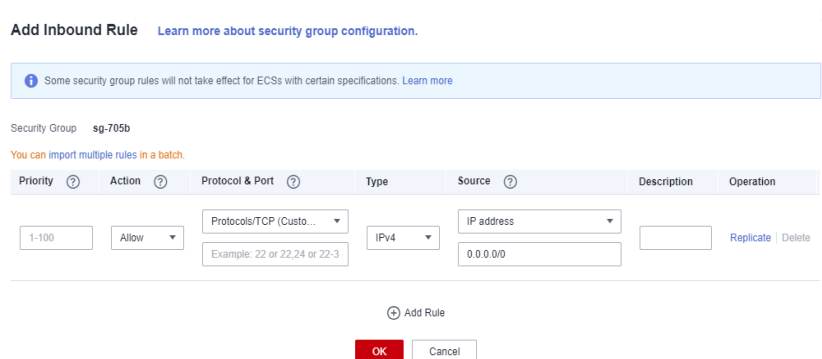 Add Inbound Rule Learn more about security group configuration.
Some security group rules will not take effect for ECSs with certain specifications. Learn more
Security Group sg-705b
You can import multiple rules in a batch.
Priority ? Action ? Protocol & Port ? Type Source ? Description Operation
Protocols/TCP (Custo... IP address
1-100 Allow IPv4 Replicate Delete
Example: 22 or 22,24 or 22-3 0.0.0.0/0
Add Rule
OK Cancel